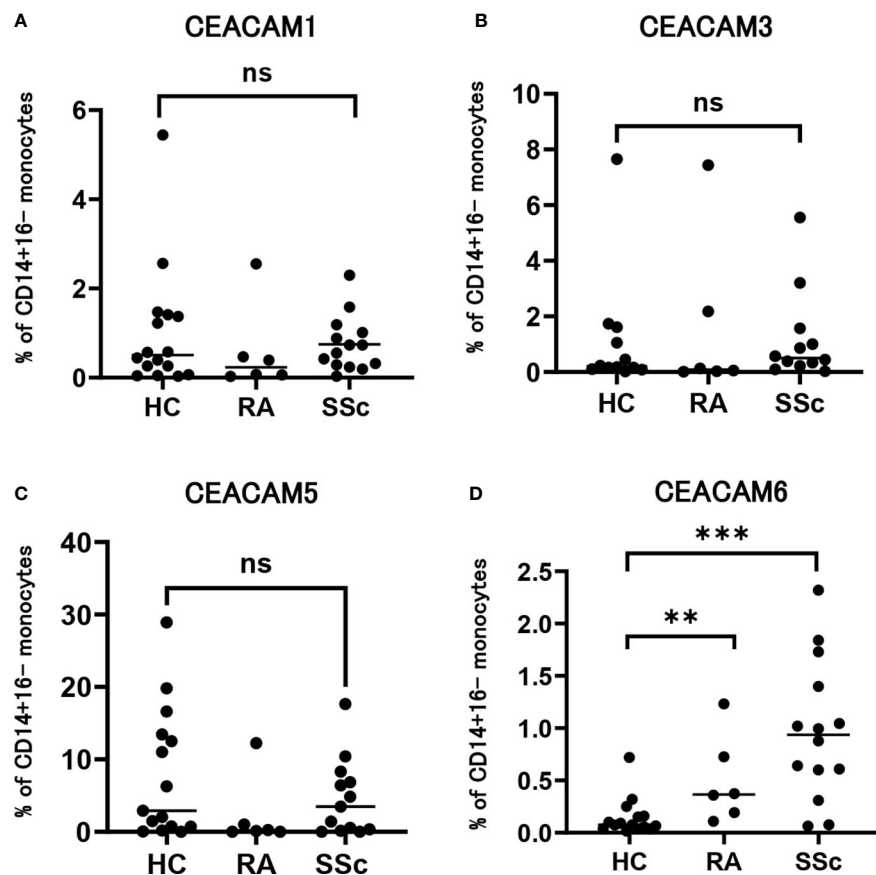 A
CEACAM1
ns
% of CD14+16− monocytes
6
4
2
0
HC RA SSc
B
CEACAM3
ns
% of CD14+16− monocytes
10
8
6
4
2
0
HC RA SSc
C
CEACAM5
ns
% of CD14+16− monocytes
40
30
20
10
0
HC RA SSc
D
CEACAM6
***
**
% of CD14+16− monocytes
2.5
2.0
1.5
1.0
0.5
0.0
HC RA SSc